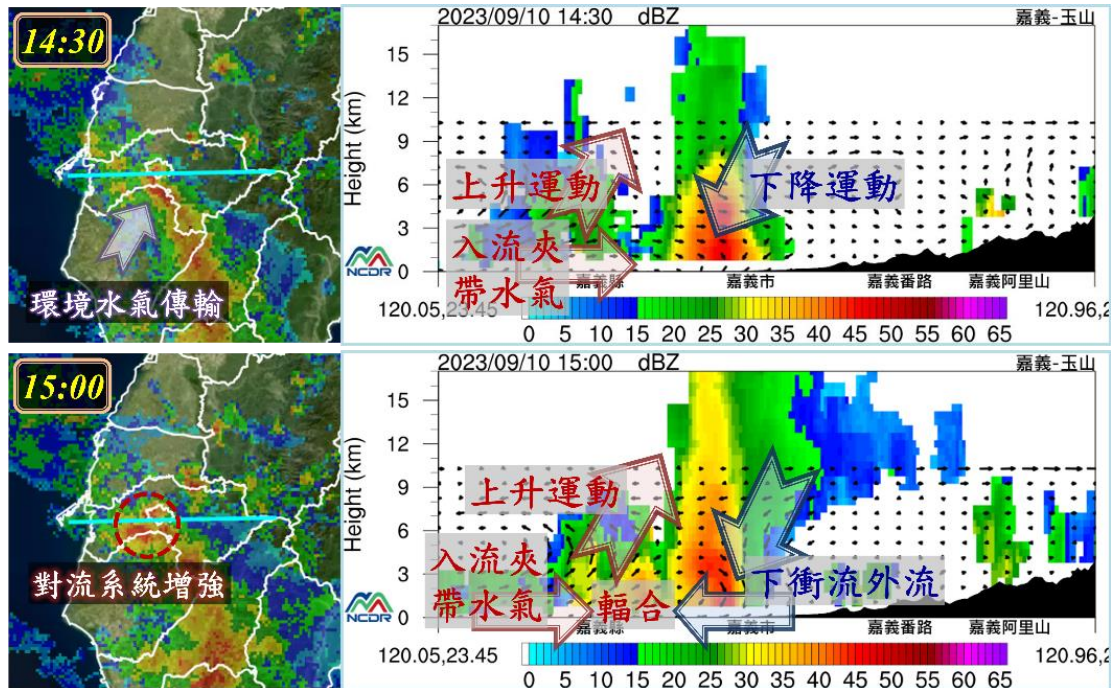 14:30
環境水氣傳輸
2023/09/10 14:30 dBZ
嘉義-玉山
Height (km)
15
12
9
6
3
0
上升運動
下降運動
入流夾
帶水氣
NCDR
嘉義縣 嘉義市 嘉義番路 嘉義阿里山
120.05,23.45
120.96,2
0 5 10 15 20 25 30 35 40 45 50 55 60 65
15:00
對流系統增強
2023/09/10 15:00 dBZ
嘉義-玉山
Height (km)
15
12
9
6
3
0
上升運動
入流夾
帶水氣
輻合
下衝流外流
NCDR
嘉義縣 嘉義市 嘉義番路 嘉義阿里山
120.05,23.45
120.96,2
0 5 10 15 20 25 30 35 40 45 50 55 60 65